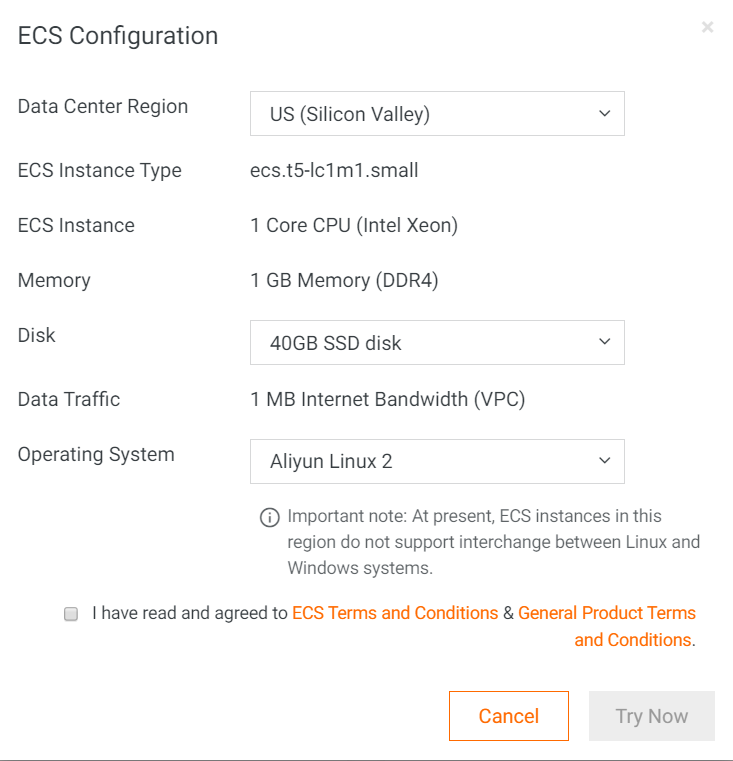 ECS Configuration
×
Data Center Region
US (Silicon Valley)
ECS Instance Type
ecs.t5-lc1m1.small
ECS Instance
1 Core CPU (Intel Xeon)
Memory
1 GB Memory (DDR4)
Disk
40GB SSD disk
Data Traffic
1 MB Internet Bandwidth (VPC)
Operating System
Aliyun Linux 2
Important note: At present, ECS instances in this
region do not support interchange between Linux and
Windows systems.
I have read and agreed to ECS Terms and Conditions & General Product Terms
and Conditions.
Cancel
Try Now